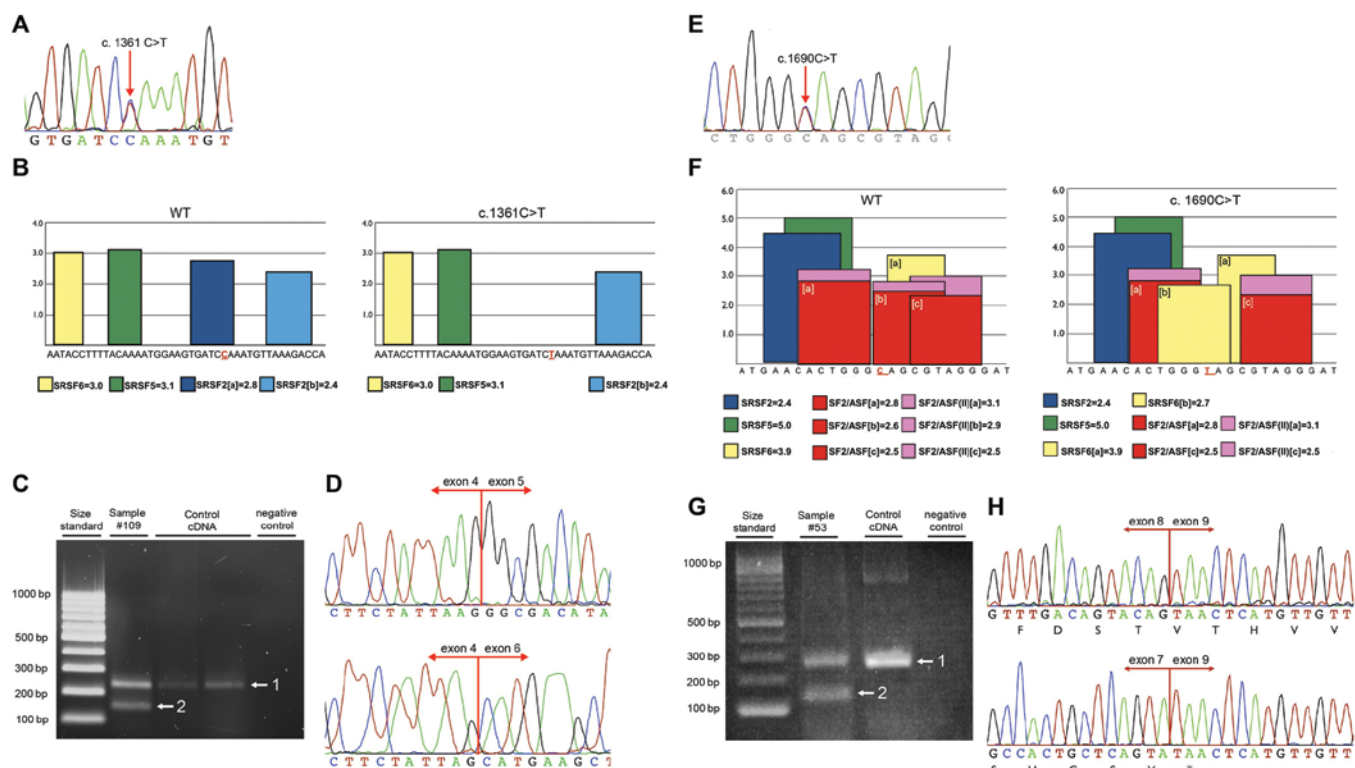 A
c. 1361 C>T
GTGATCCAAATGT
B
WT
4.0
3.0
2.0
1.0
AATACCTTTTACAAAATGGAAGTGATCCAAATGTTAAAGACCA
SRSF6=3.0 SRSF5=3.1 SRSF2[a]=2.8 SRSF2[b]=2.4
c.1361C>T
4.0
3.0
2.0
1.0
AATACCTTTTACAAAATGGAAGTGATCTAAATGTTAAAGACCA
SRSF6=3.0 SRSF5=3.1 SRSF2[b]=2.4
C
Size standard
Sample #109
Control cDNA
negative control
1000 bp
500 bp
300 bp
200 bp
100 bp
1
2
D
exon 4 exon 5
CTTCTATTAAGGGCGACATA
exon 4 exon 6
CTTCTATTAGCATGAAGCT
E
c.1690C>T
CTGGGCAGCGTAG
F
WT
6.0
5.0
4.0
3.0
2.0
1.0
[a]
[a]
[b]
[c]
ATGAACACTGGGCAGCGTAGGGAT
SRSF2=2.4 SF2/ASF[a]=2.8 SF2/ASF(II)[a]=3.1
SRSF5=5.0 SF2/ASF[b]=2.6 SF2/ASF(II)[b]=2.9
SRSF6=3.9 SF2/ASF[c]=2.5 SF2/ASF(II)[c]=2.5
c. 1690C>T
6.0
5.0
4.0
3.0
2.0
1.0
[a]
[a]
[b]
[c]
ATGAACACTGGGTAGCGTAGGGAT
SRSF2=2.4 SRSF6[b]=2.7
SRSF5=5.0 SF2/ASF[a]=2.8 SF2/ASF(II)[a]=3.1
SRSF6[a]=3.9 SF2/ASF[c]=2.5 SF2/ASF(II)[c]=2.5
G
Size standard
Sample #53
Control cDNA
negative control
1000 bp
500 bp
300 bp
200 bp
100 bp
1
2
H
exon 8 exon 9
GTTTGACAGTACAGTAACTCATGTTGTT
F D S T V T H V V
exon 7 exon 9
GCCACTGCTCAGTATAACTCATGTTGTT